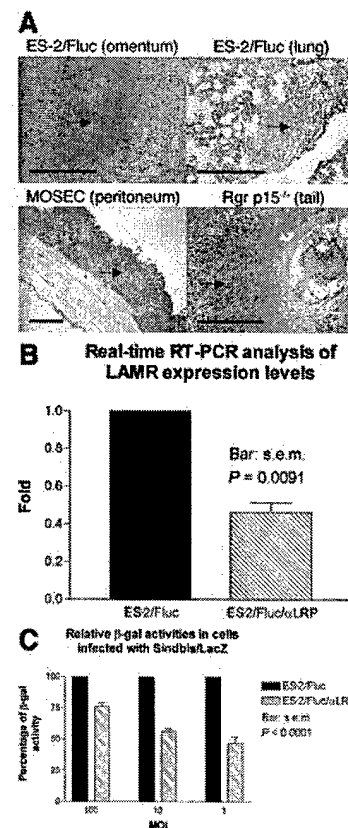 A
ES-2/Fluc (omentum) ES-2/Fluc (lung)
MOSEC (peritoneum) Rgr p15-/- (tail)
B Real-time RT-PCR analysis of
LAMR expression levels
1.0
0.8
0.6
0.4
0.2
0.0
Fold
Bar: s.e.m.
P = 0.0091
ES2/Fluc ES2/Fluc/αLRP
C Relative β-gal activities in cells
infected with Sindbis/LacZ
100
75
50
25
0
Percentage of β-gal
activity
ES2/Fluc
ES2/Fluc/αLRP
Bar: s.e.m.
P < 0.0001
100 10 1
MOI